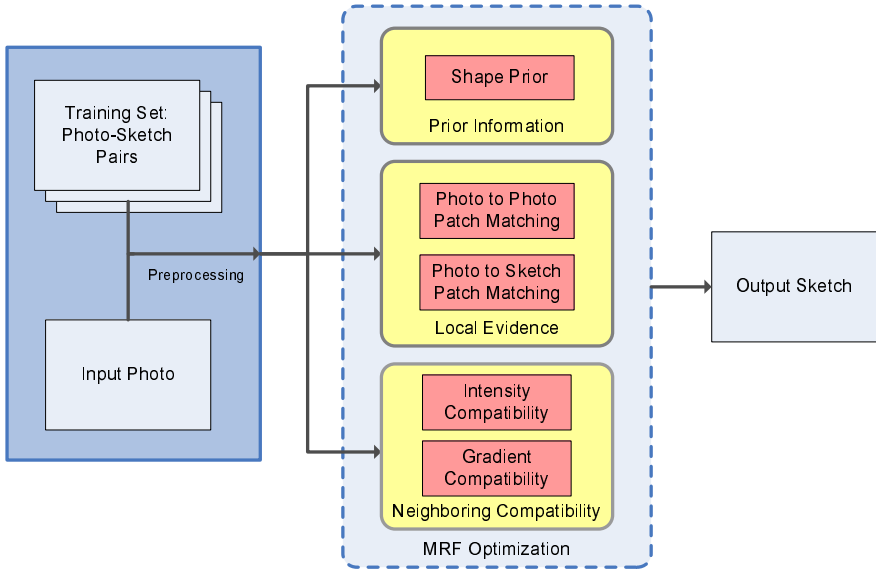 Training Set:
Photo-Sketch
Pairs
Preprocessing
Input Photo
Shape Prior
Prior Information
Photo to Photo
Patch Matching
Photo to Sketch
Patch Matching
Local Evidence
Intensity
Compatibility
Gradient
Compatibility
Neighboring Compatibility
MRF Optimization
Output Sketch